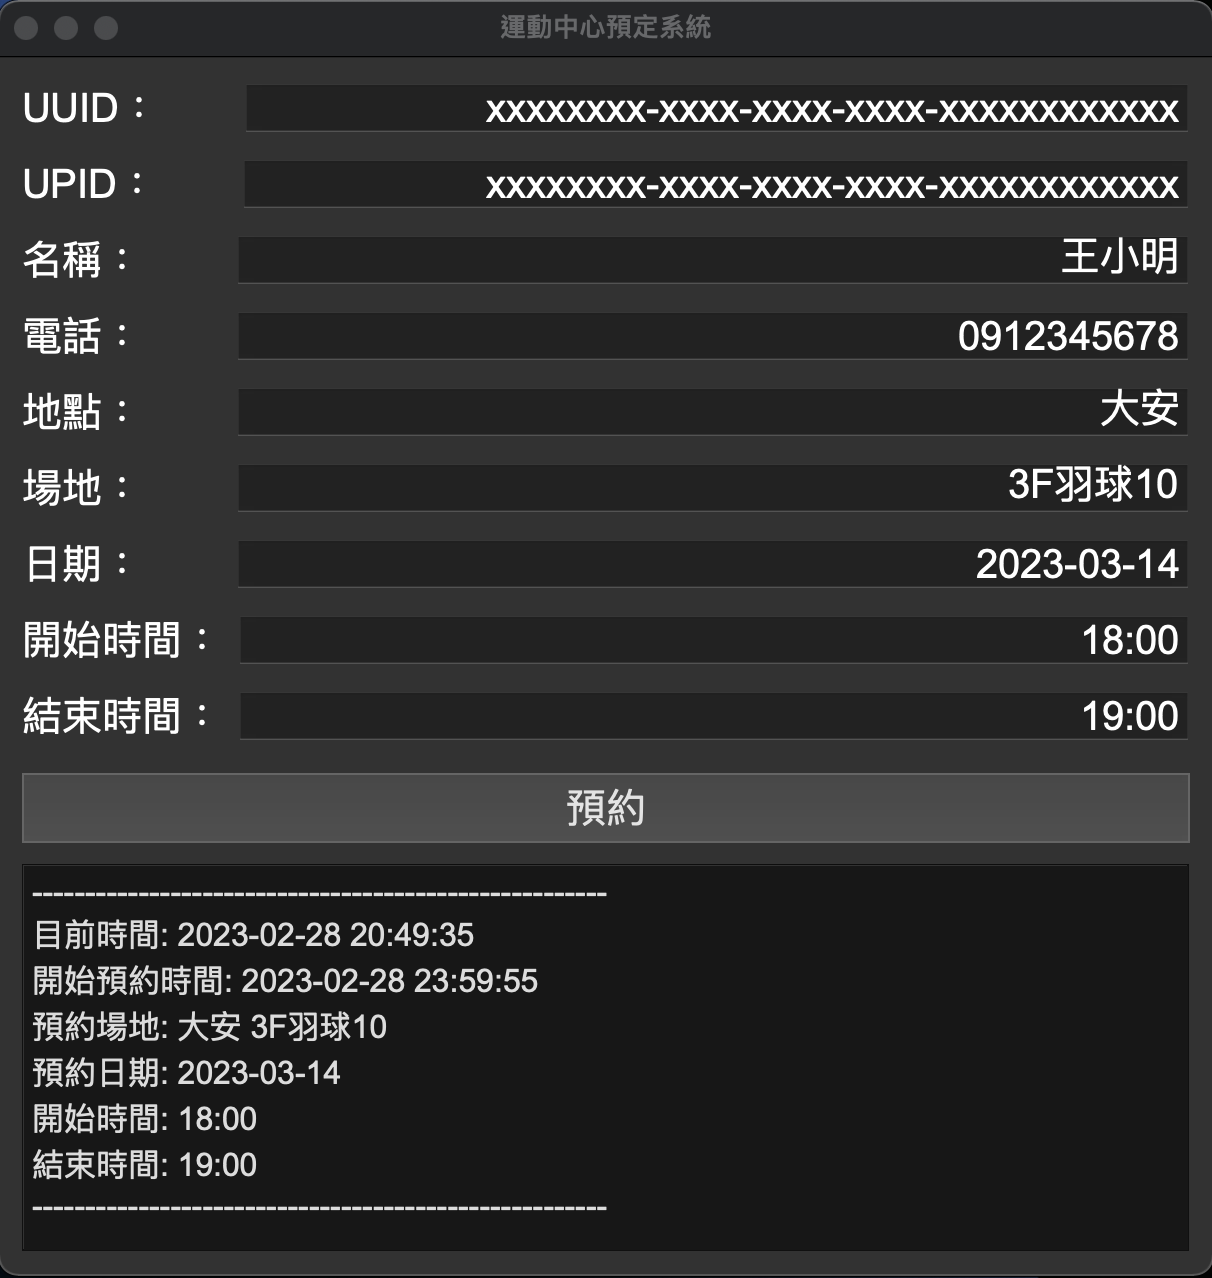 運動中心預定系統
UUID： xxxxxxxx-xxxx-xxxx-xxxx-xxxxxxxxxxxx
UPID： xxxxxxxx-xxxx-xxxx-xxxx-xxxxxxxxxxxx
名稱： 王小明
電話： 0912345678
地點： 大安
場地： 3F羽球10
日期： 2023-03-14
開始時間： 18:00
結束時間： 19:00
預約
------------------------------------------------------
目前時間: 2023-02-28 20:49:35
開始預約時間: 2023-02-28 23:59:55
預約場地: 大安 3F羽球10
預約日期: 2023-03-14
開始時間: 18:00
結束時間: 19:00
------------------------------------------------------